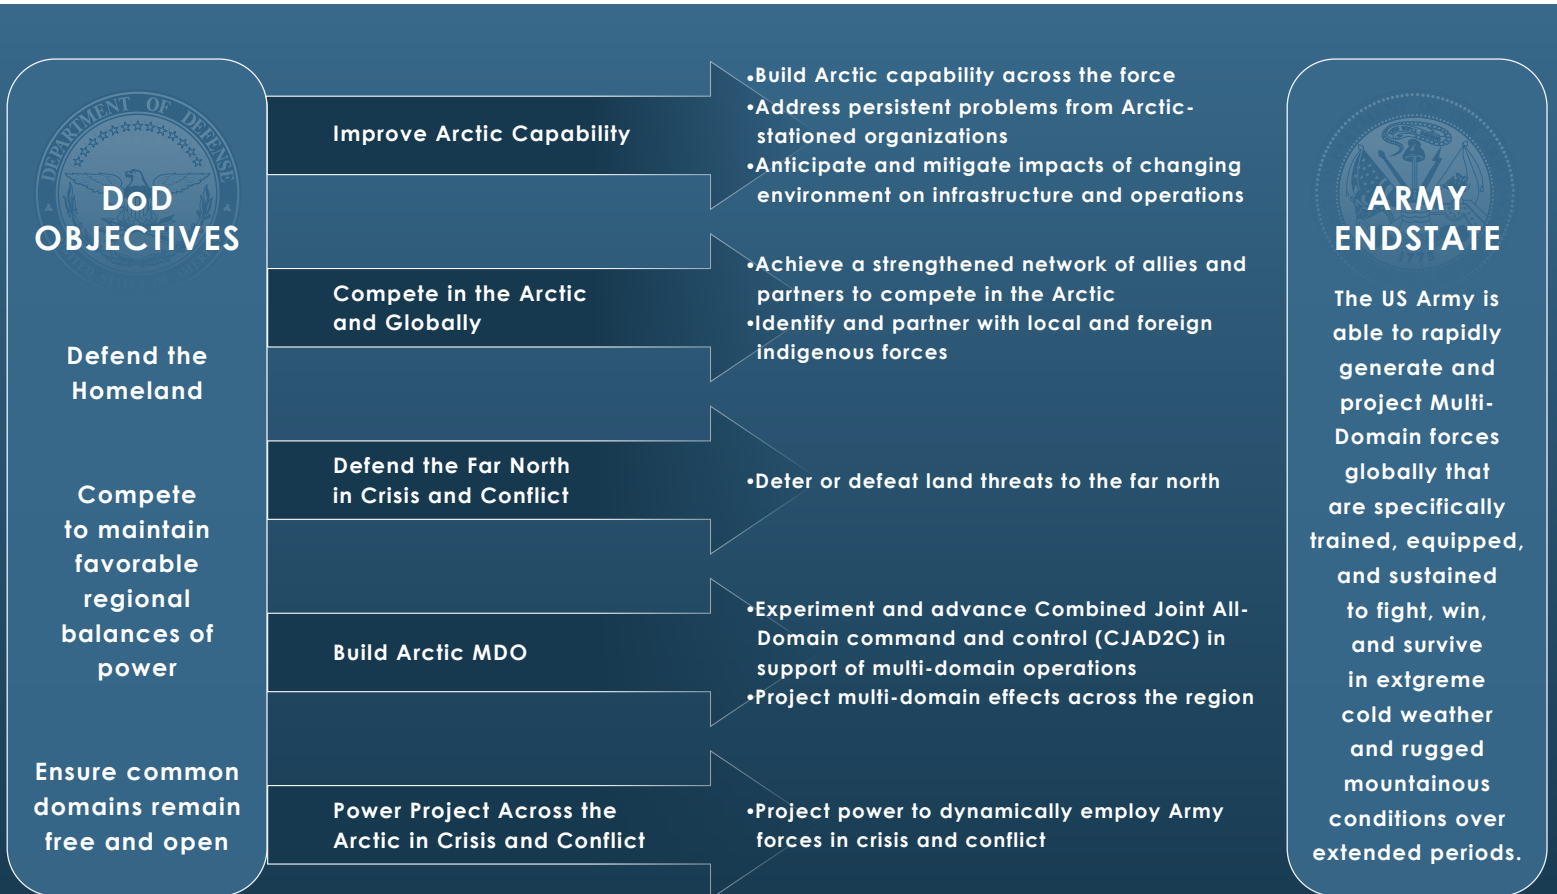 DEPARTMENT OF DEFENSE
DoD
OBJECTIVES
Defend the
Homeland
Compete
to maintain
favorable
regional
balances of
power
Ensure common
domains remain
free and open
Improve Arctic Capability
•Build Arctic capability across the force
•Address persistent problems from Arctic-
stationed organizations
•Anticipate and mitigate impacts of changing
environment on infrastructure and operations
Compete in the Arctic
and Globally
•Achieve a strengthened network of allies and
partners to compete in the Arctic
•Identify and partner with local and foreign
indigenous forces
Defend the Far North
in Crisis and Conflict
•Deter or defeat land threats to the far north
Build Arctic MDO
•Experiment and advance Combined Joint All-
Domain command and control (CJAD2C) in
support of multi-domain operations
•Project multi-domain effects across the region
Power Project Across the
Arctic in Crisis and Conflict
•Project power to dynamically employ Army
forces in crisis and conflict
ARMY
ENDSTATE
The US Army is
able to rapidly
generate and
project Multi-
Domain forces
globally that
are specifically
trained, equipped,
and sustained
to fight, win,
and survive
in extgreme
cold weather
and rugged
mountainous
conditions over
extended periods.